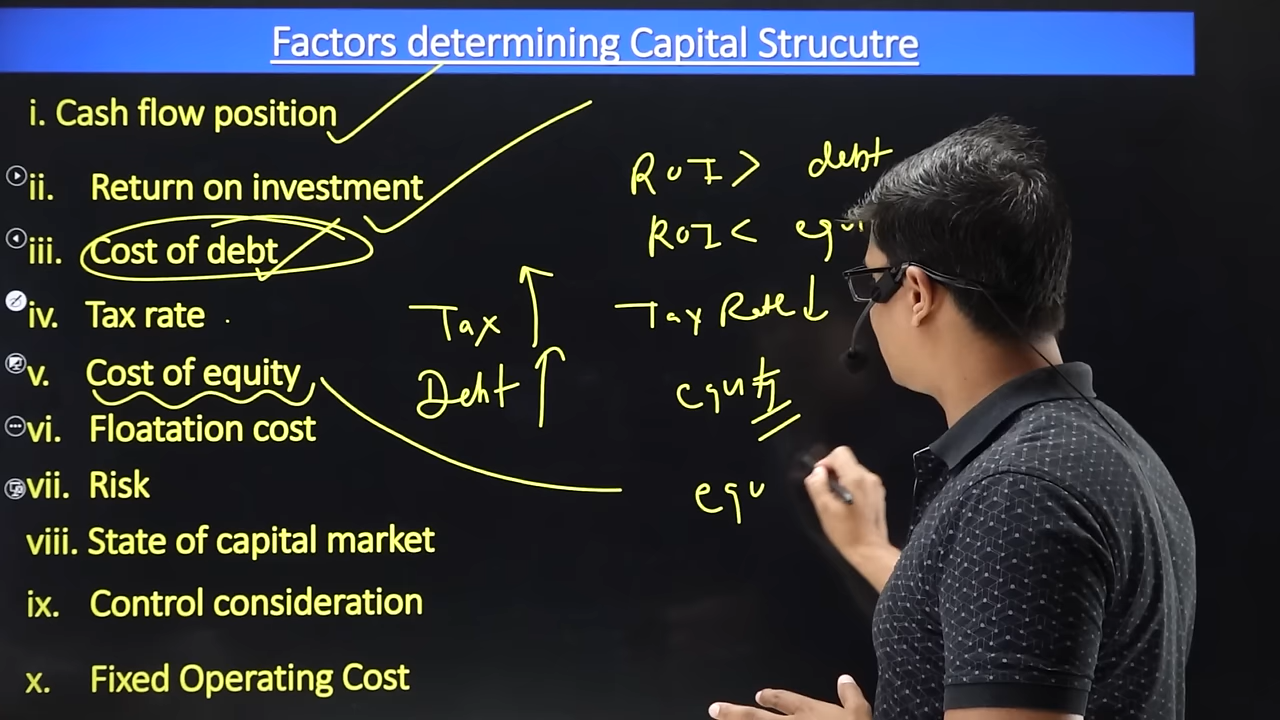 Factors determining Capital Strucutre
i. Cash flow position
ii. Return on investment
iii. Cost of debt
iv. Tax rate
v. Cost of equity
vi. Floatation cost
vii. Risk
viii. State of capital market
ix. Control consideration
x. Fixed Operating Cost
ROI > debt
ROI <
Tax ↑
Debt ↑
Tax Rate ↓
equity
equ